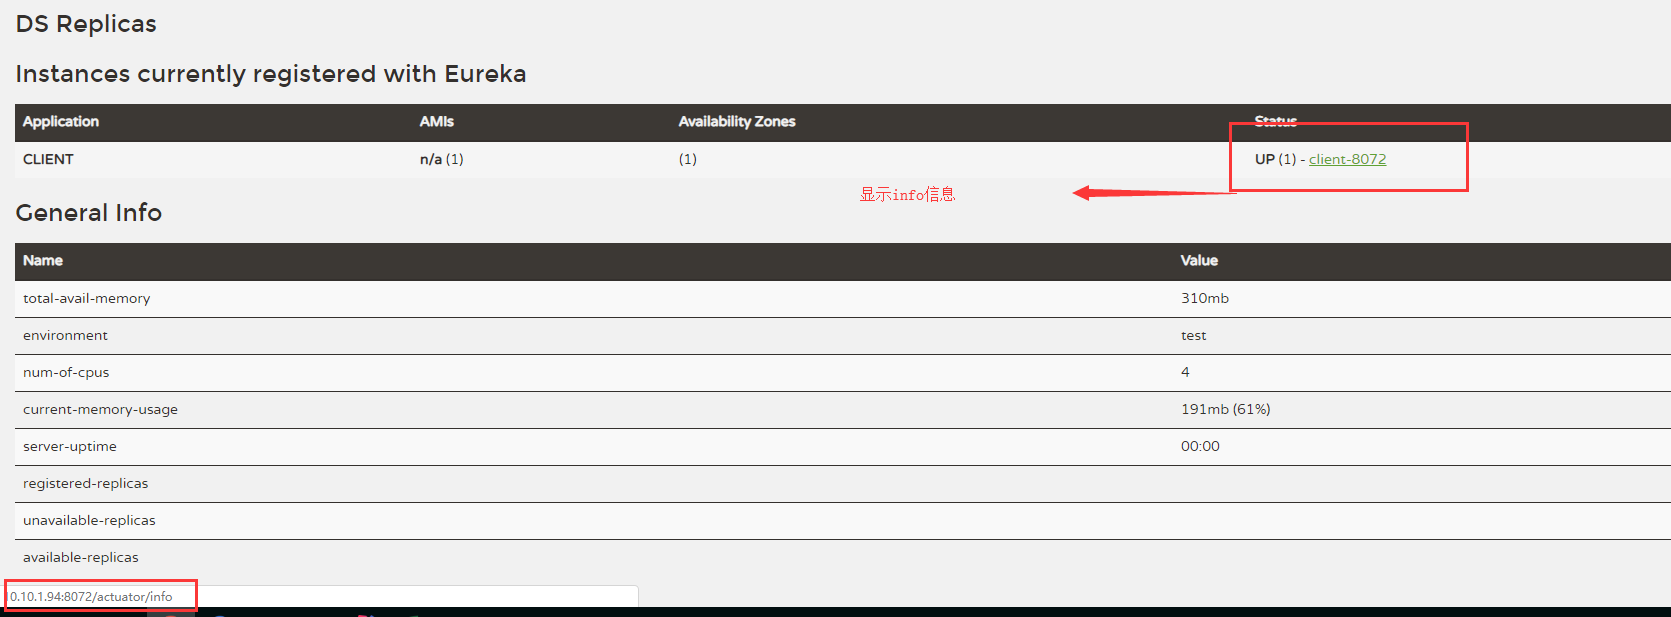 DS Replicas
Instances currently registered with Eureka
Application AMIs Availability Zones Status
CLIENT n/a (1) (1) UP (1) - client-8072
显示info信息
General Info
Name Value
total-avail-memory 310mb
environment test
num-of-cpus 4
current-memory-usage 191mb (61%)
server-uptime 00:00
registered-replicas
unavailable-replicas
available-replicas
0.10.1.94:8072/actuator/info